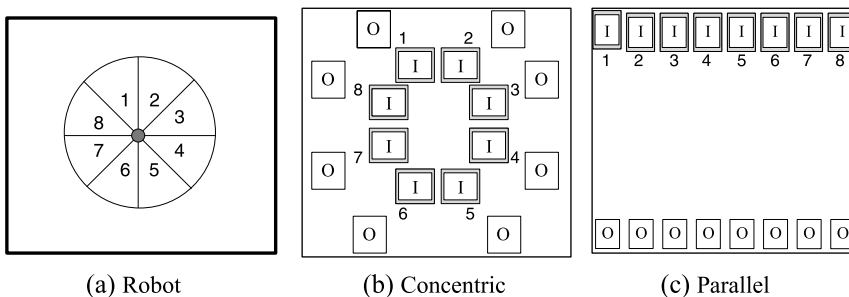 1 2
8 3
7 4
6 5
O O
1 2
I I
O O
8 I I 3
7 I I 4
O O
I I
6 5
O O
I I I I I I I I
1 2 3 4 5 6 7 8
O O O O O O O O
(a) Robot
(b) Concentric
(c) Parallel